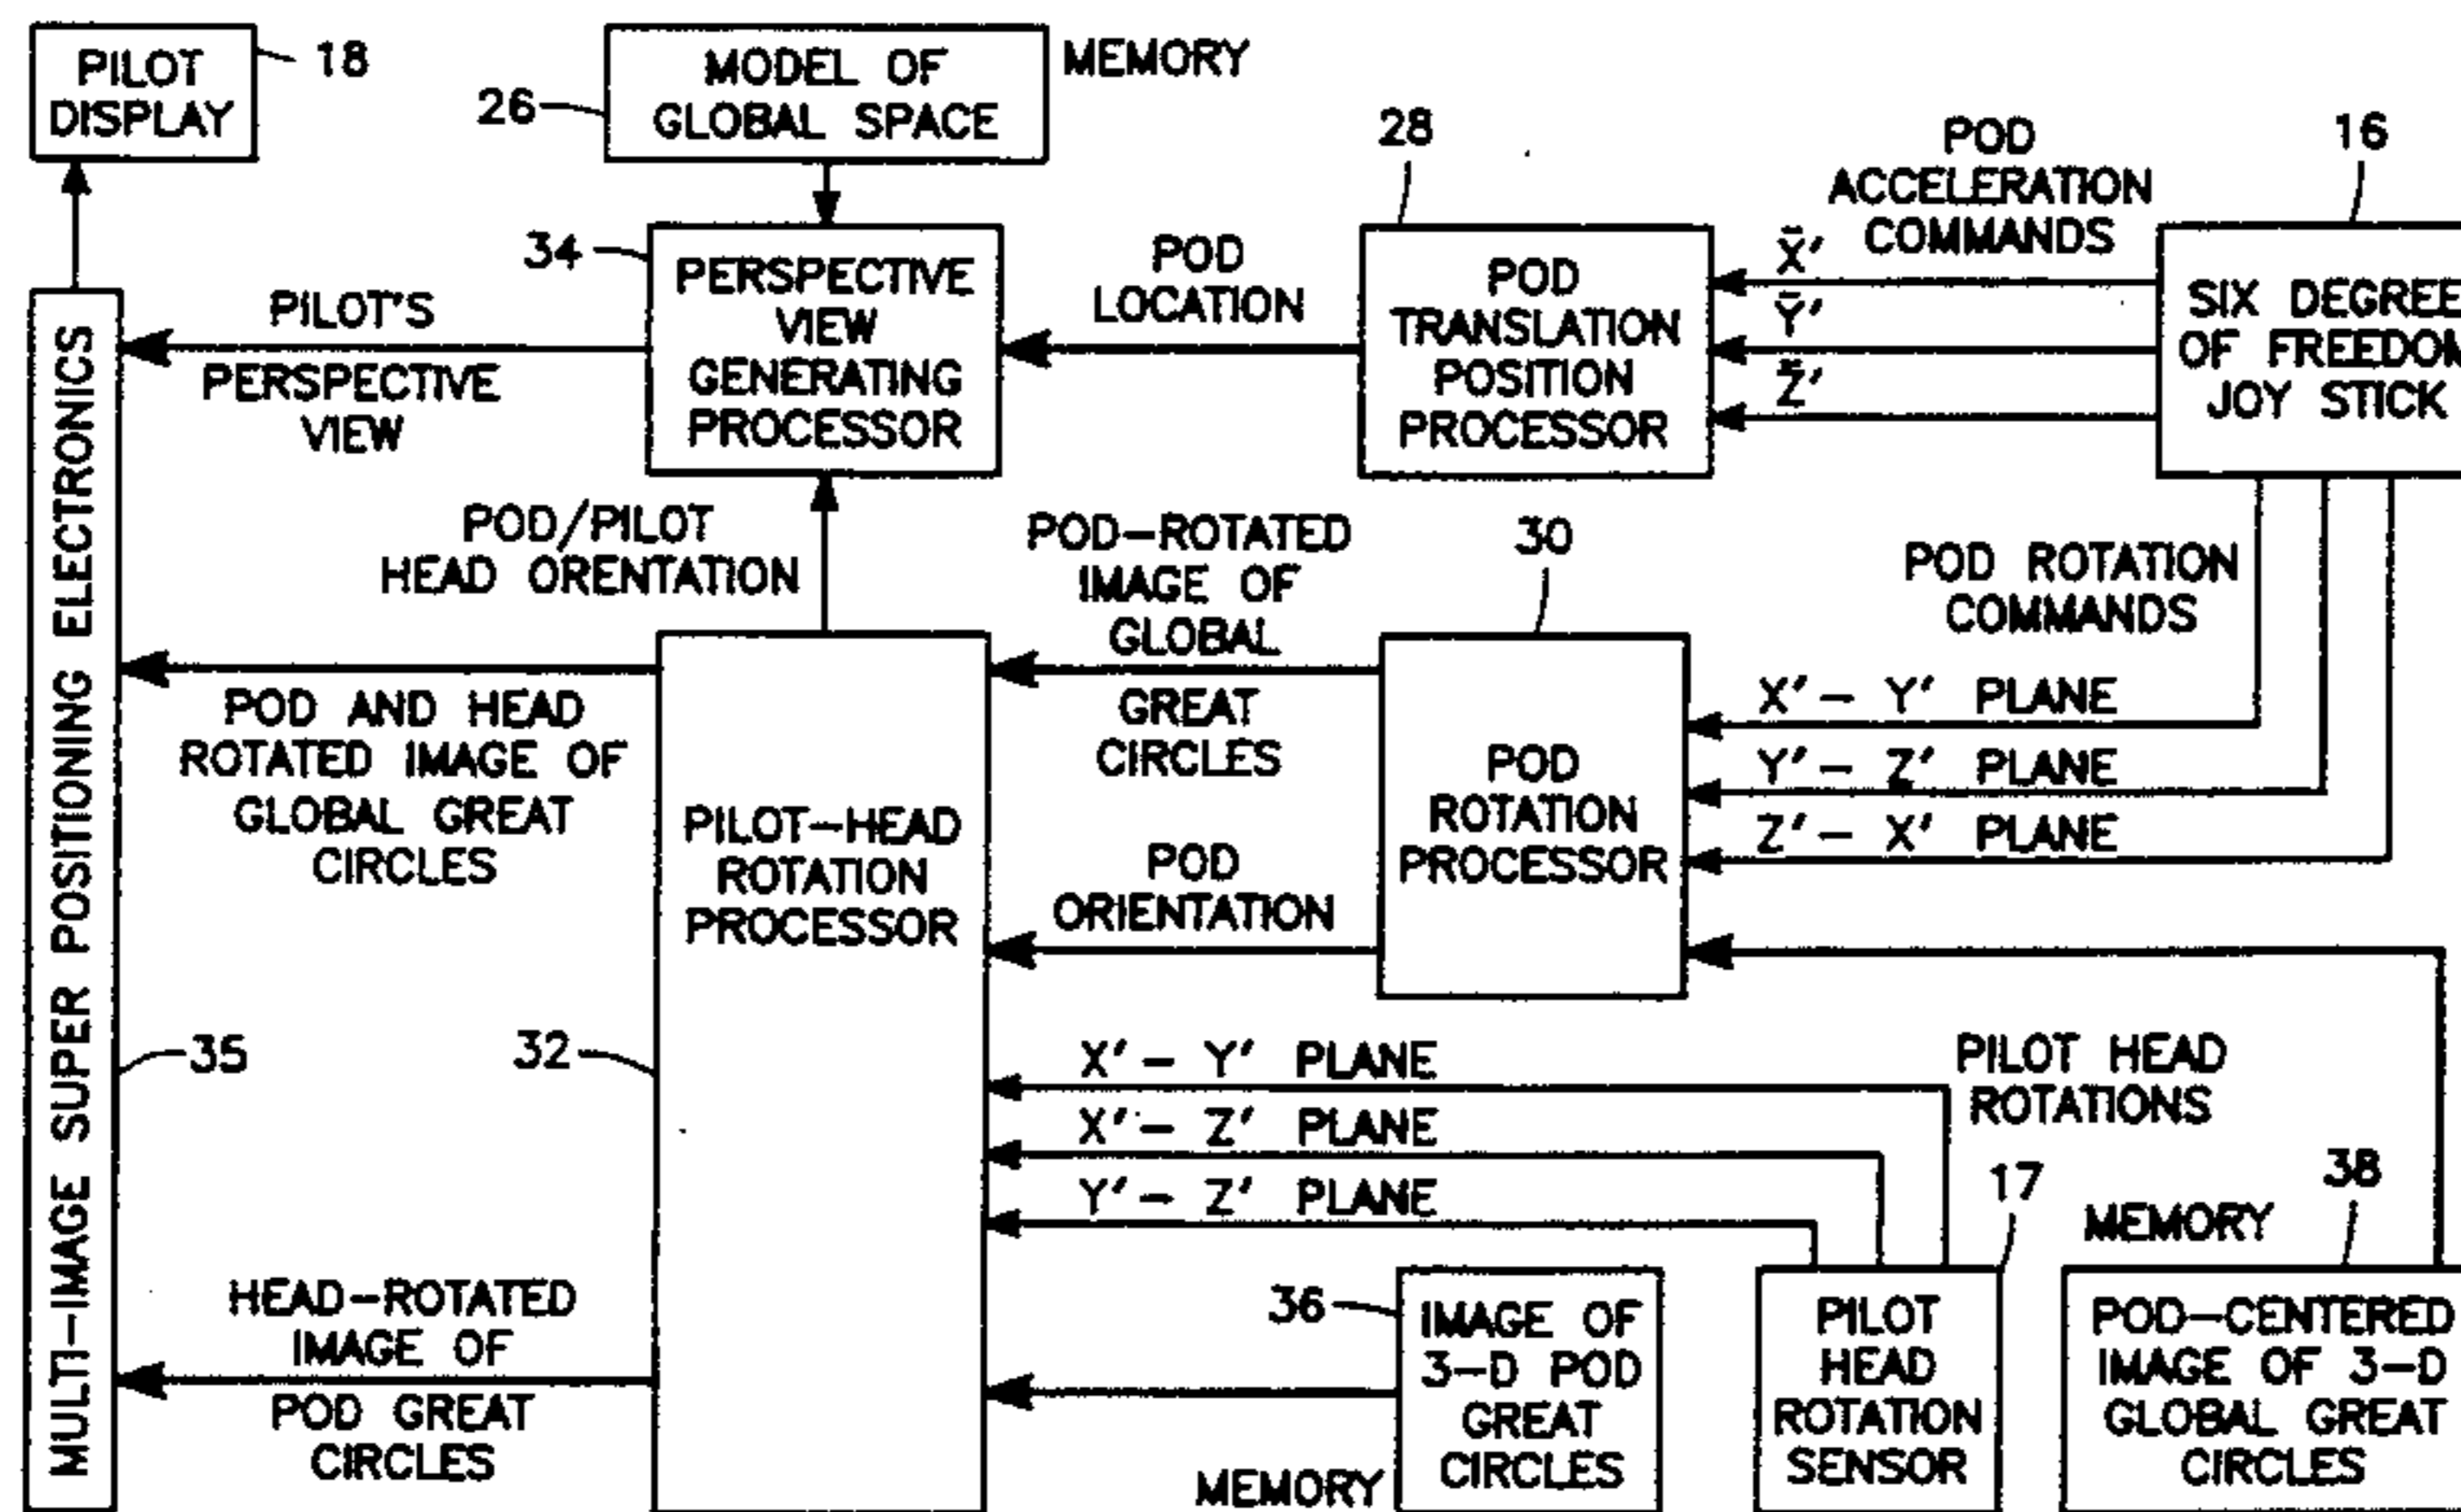 PILOT
DISPLAY
18
MODEL OF
GLOBAL SPACE
MEMORY
26
34
PERSPECTIVE
VIEW
GENERATING
PROCESSOR
PILOT'S
PERSPECTIVE
VIEW
POD
LOCATION
28
POD
TRANSLATION
POSITION
PROCESSOR
POD
ACCELERATION
COMMANDS
X̄'
Ȳ'
Z̄'
16
SIX DEGREE
OF FREEDOM
JOY STICK
MULTI-IMAGE SUPER POSITIONING ELECTRONICS
35
POD/PILOT
HEAD ORENTATION
POD-ROTATED
IMAGE OF
GLOBAL
GREAT
CIRCLES
30
POD ROTATION
COMMANDS
X'- Y' PLANE
Y'- Z' PLANE
Z'- X' PLANE
POD AND HEAD
ROTATED IMAGE OF
GLOBAL GREAT
CIRCLES
PILOT-HEAD
ROTATION
PROCESSOR
POD
ORIENTATION
POD
ROTATION
PROCESSOR
32
X'- Y' PLANE
X'- Z' PLANE
Y'- Z' PLANE
PILOT HEAD
ROTATIONS
17
38
MEMORY
HEAD-ROTATED
IMAGE OF
POD GREAT
CIRCLES
36
IMAGE OF
3-D POD
GREAT
CIRCLES
MEMORY
PILOT
HEAD
ROTATION
SENSOR
POD-CENTERED
IMAGE OF 3-D
GLOBAL GREAT
CIRCLES